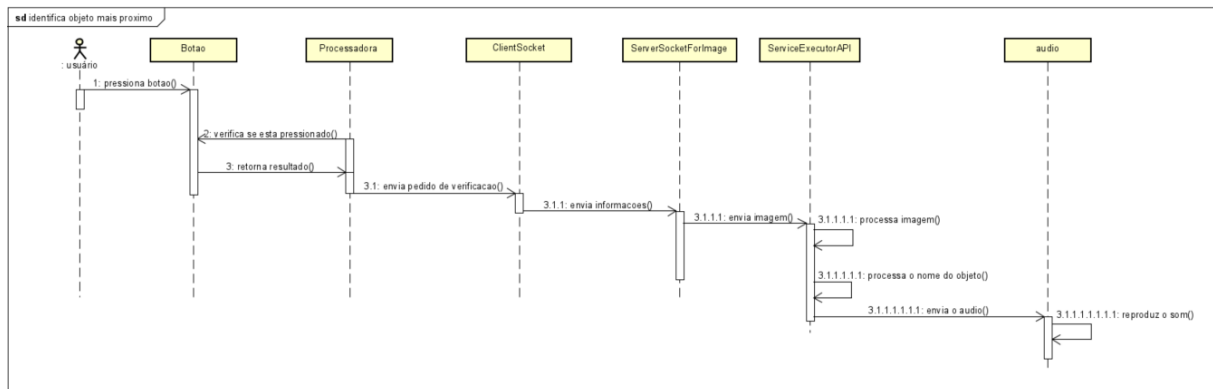 sd identifica objeto mais proximo
: usuário
Botao
Processadora
ClientSocket
ServerSocketForImage
ServiceExecutorAPI
audio
1: pressiona botao()
2: verifica se esta pressionado()
3: retorna resultado()
3.1: envia pedido de verificacao()
3.1.1: envia informacoes()
3.1.1.1: envia imagem()
3.1.1.1.1: processa imagem()
3.1.1.1.1.1: processa o nome do objeto()
3.1.1.1.1.1.1: envia o audio()
3.1.1.1.1.1.1.1: reproduz o som()